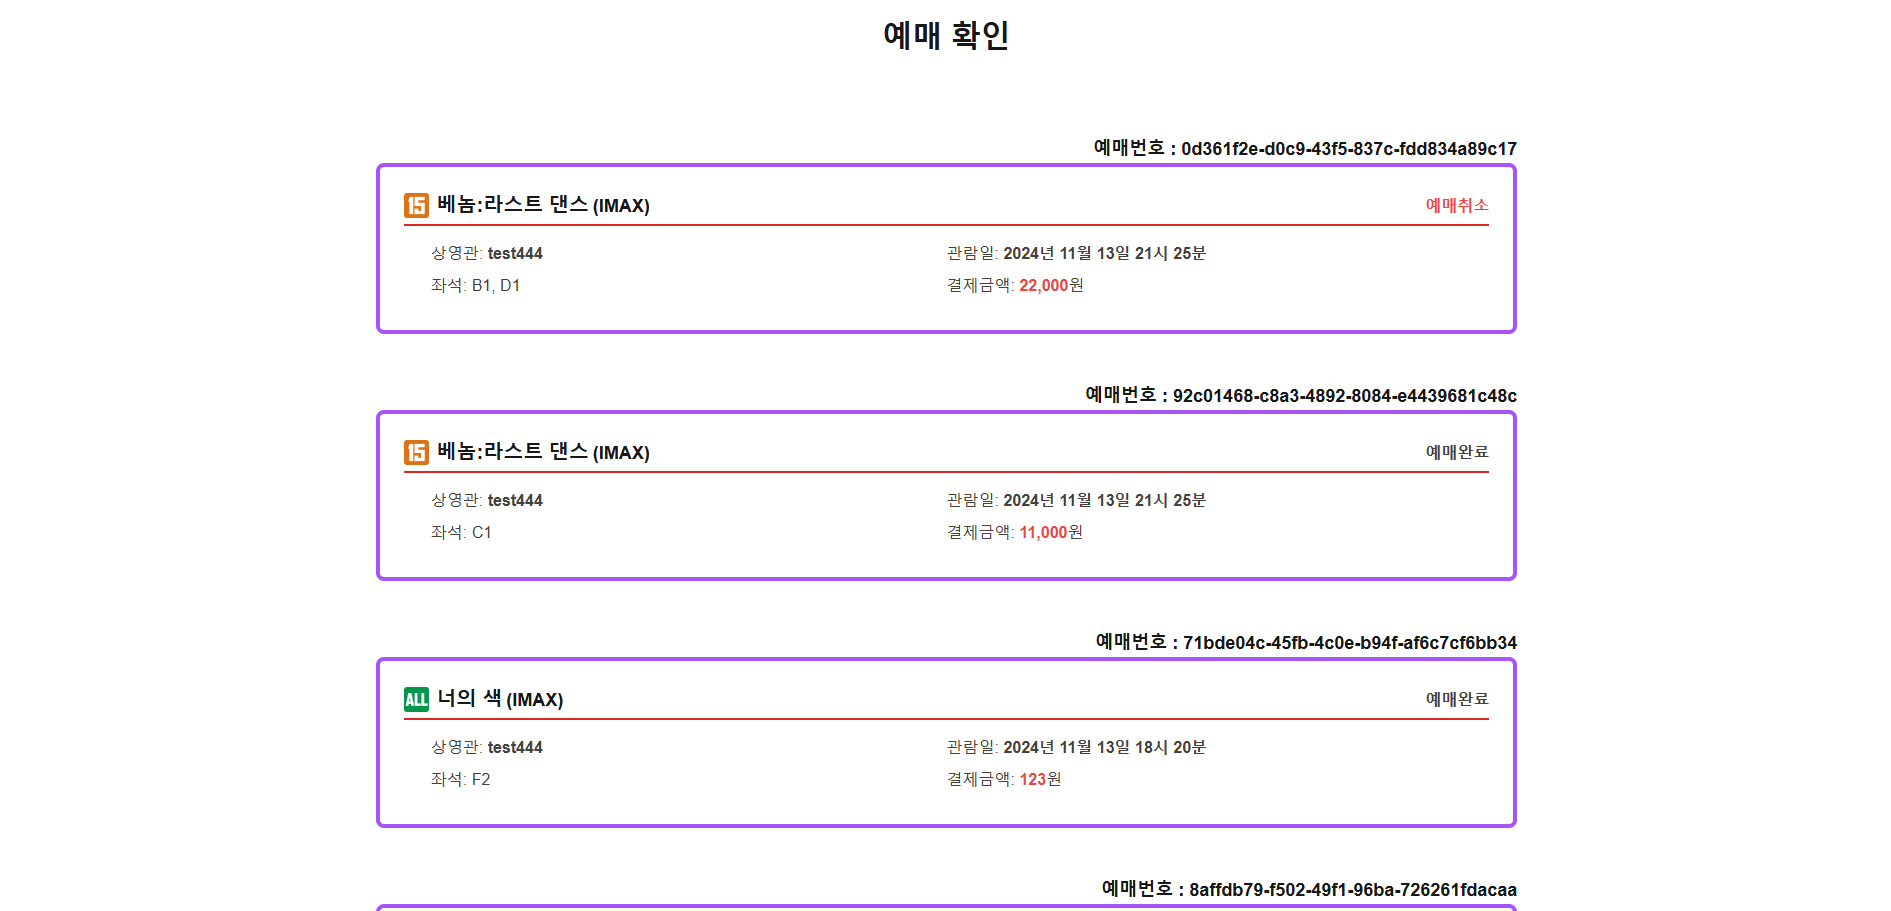 예매 확인
예매번호 : 0d361f2e-d0c9-43f5-837c-fdd834a89c17
15 베놈:라스트 댄스 (IMAX) 예매취소
상영관: test444 관람일: 2024년 11월 13일 21시 25분
좌석: B1, D1 결제금액: 22,000원
예매번호 : 92c01468-c8a3-4892-8084-e4439681c48c
15 베놈:라스트 댄스 (IMAX) 예매완료
상영관: test444 관람일: 2024년 11월 13일 21시 25분
좌석: C1 결제금액: 11,000원
예매번호 : 71bde04c-45fb-4c0e-b94f-af6c7cf6bb34
ALL 너의 색 (IMAX) 예매완료
상영관: test444 관람일: 2024년 11월 13일 18시 20분
좌석: F2 결제금액: 123원
예매번호 : 8affdb79-f502-49f1-96ba-726261fdacaa